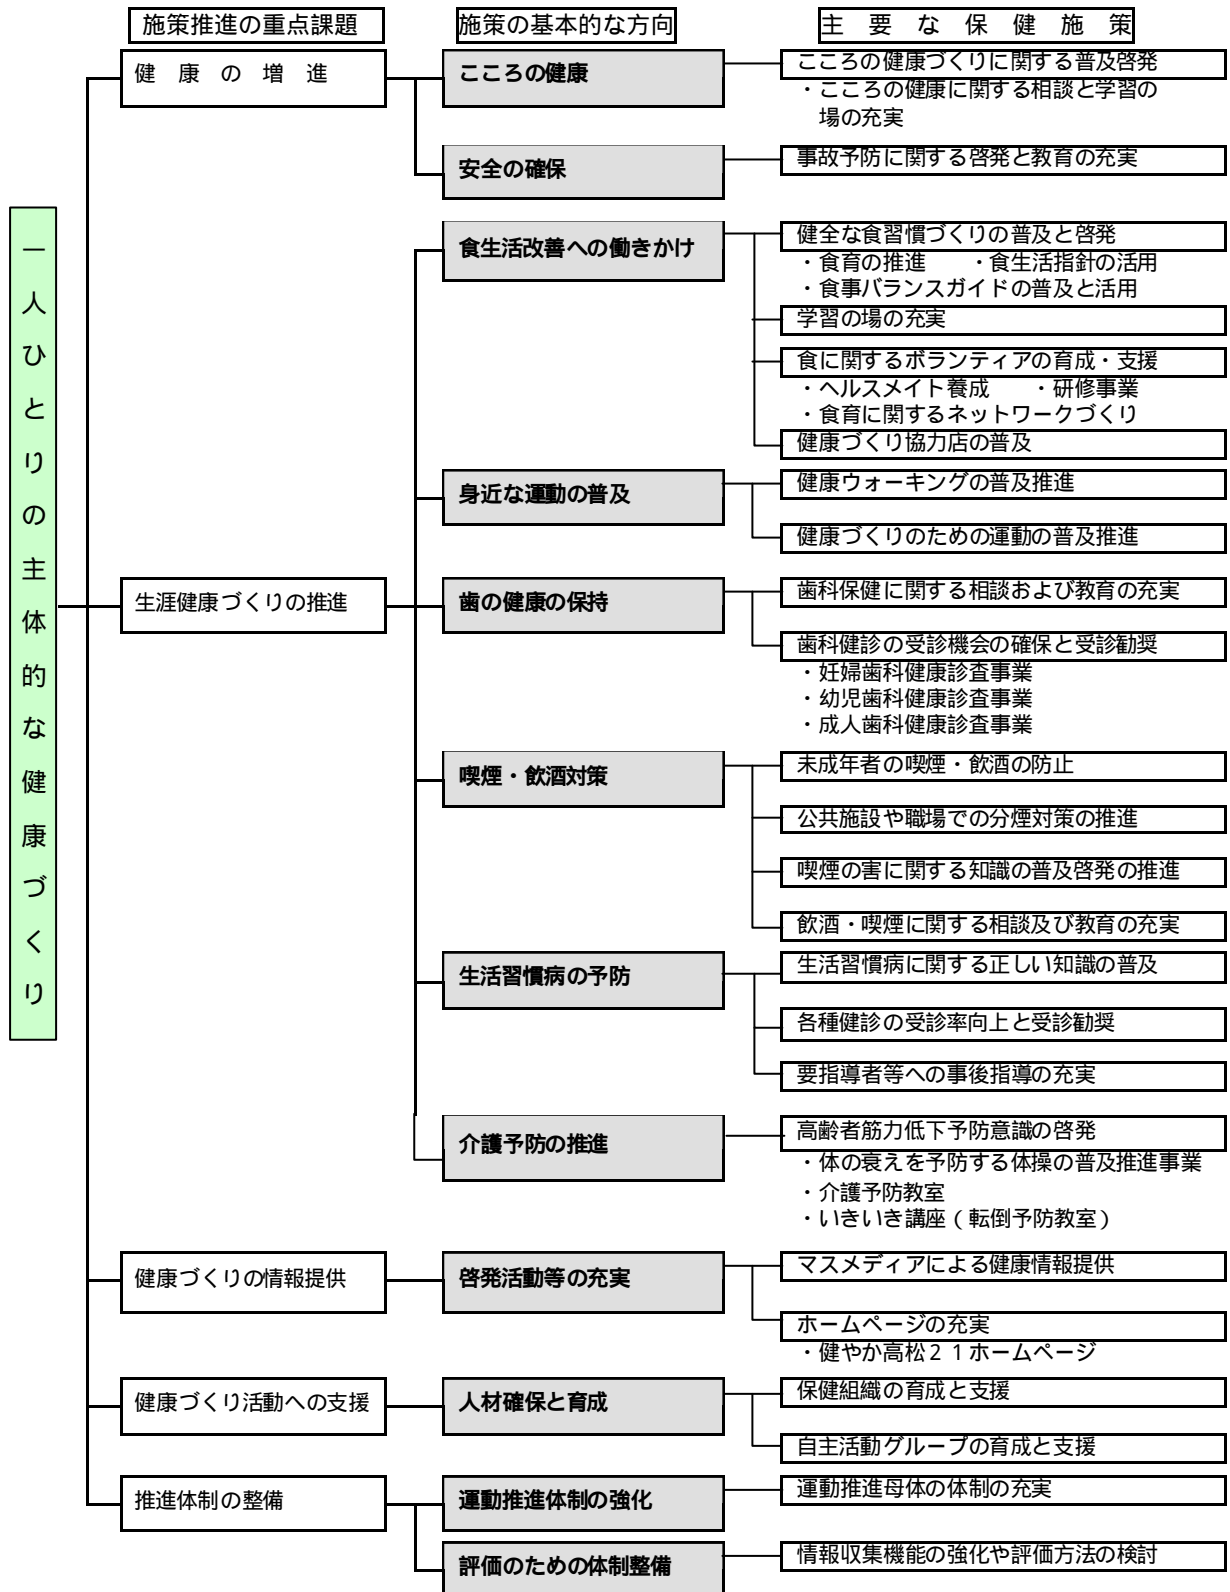 施策推進の重点課題
施策の基本的な方向
主要な保健施策
一人ひとりの主体的な健康づくり
健康の増進
こころの健康
こころの健康づくりに関する普及啓発
・こころの健康に関する相談と学習の
場の充実
安全の確保
事故予防に関する啓発と教育の充実
生涯健康づくりの推進
食生活改善への働きかけ
健全な食習慣づくりの普及と啓発
・食育の推進　・食生活指針の活用
・食事バランスガイドの普及と活用
学習の場の充実
食に関するボランティアの育成・支援
・ヘルスメイト養成　・研修事業
・食育に関するネットワークづくり
健康づくり協力店の普及
身近な運動の普及
健康ウォーキングの普及推進
健康づくりのための運動の普及推進
歯の健康の保持
歯科保健に関する相談および教育の充実
歯科健診の受診機会の確保と受診勧奨
・妊婦歯科健康診査事業
・幼児歯科健康診査事業
・成人歯科健康診査事業
喫煙・飲酒対策
未成年者の喫煙・飲酒の防止
公共施設や職場での分煙対策の推進
喫煙の害に関する知識の普及啓発の推進
飲酒・喫煙に関する相談及び教育の充実
生活習慣病の予防
生活習慣病に関する正しい知識の普及
各種健診の受診率向上と受診勧奨
要指導者等への事後指導の充実
介護予防の推進
高齢者筋力低下予防意識の啓発
・体の衰えを予防する体操の普及推進事業
・介護予防教室
・いきいき講座（転倒予防教室）
健康づくりの情報提供
啓発活動等の充実
マスメディアによる健康情報提供
ホームページの充実
・健やか高松２１ホームページ
健康づくり活動への支援
人材確保と育成
保健組織の育成と支援
自主活動グループの育成と支援
推進体制の整備
運動推進体制の強化
運動推進母体の体制の充実
評価のための体制整備
情報収集機能の強化や評価方法の検討